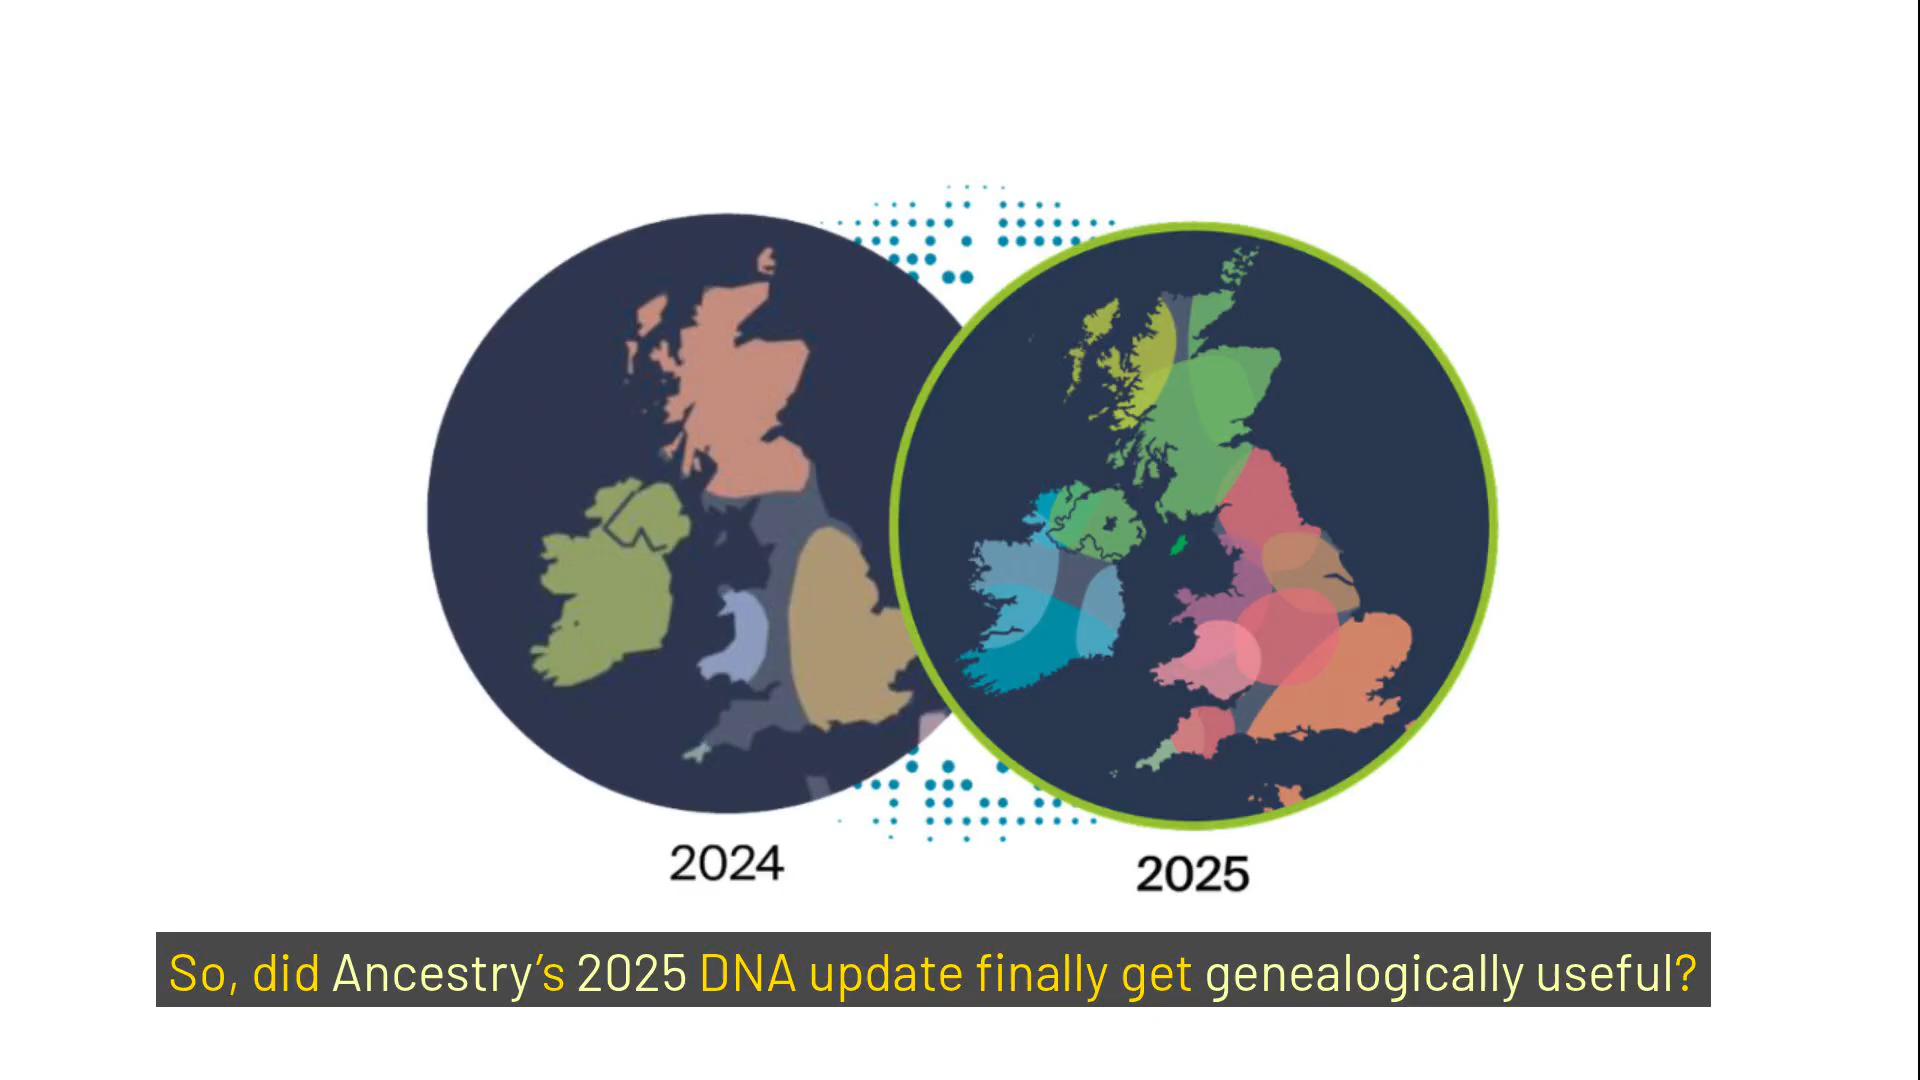 2024
2025
So, did Ancestry’s 2025 DNA update finally get genealogically useful?